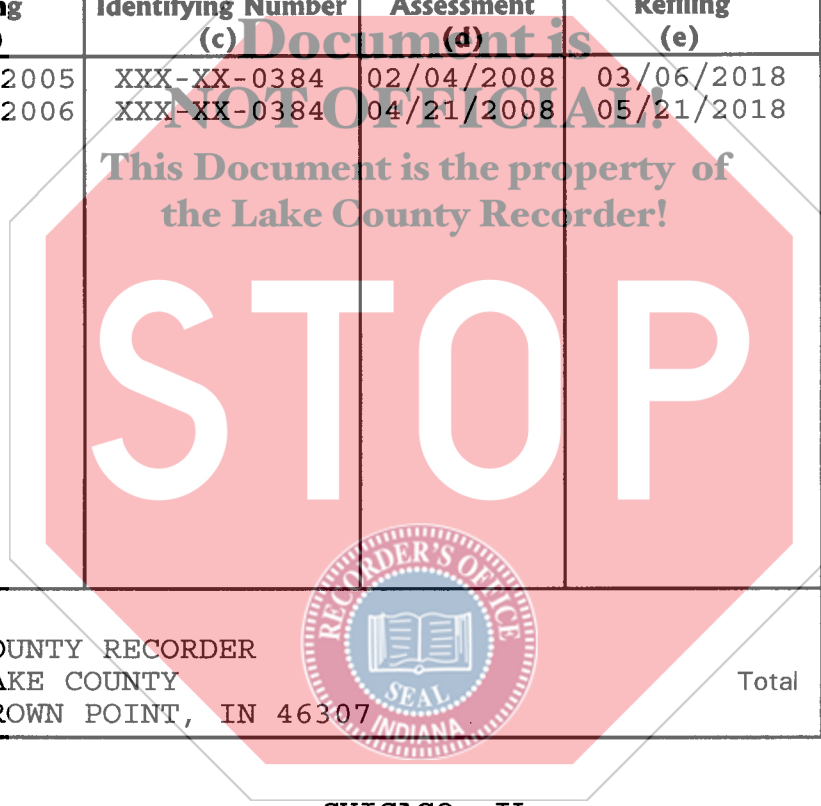 ng Identifying Number Assessment Refiling
) (c) (d) (e)
Document is
2005 XXX-XX-0384 02/04/2008 03/06/2018
2006 XXX-XX-0384 04/21/2008 05/21/2018
NOT OFFICIAL!
This Document is the property of
the Lake County Recorder!
STOP
RECORDER'S OFFICE
SEAL
INDIANA
OUNTY RECORDER
AKE COUNTY Total
ROWN POINT, IN 46307